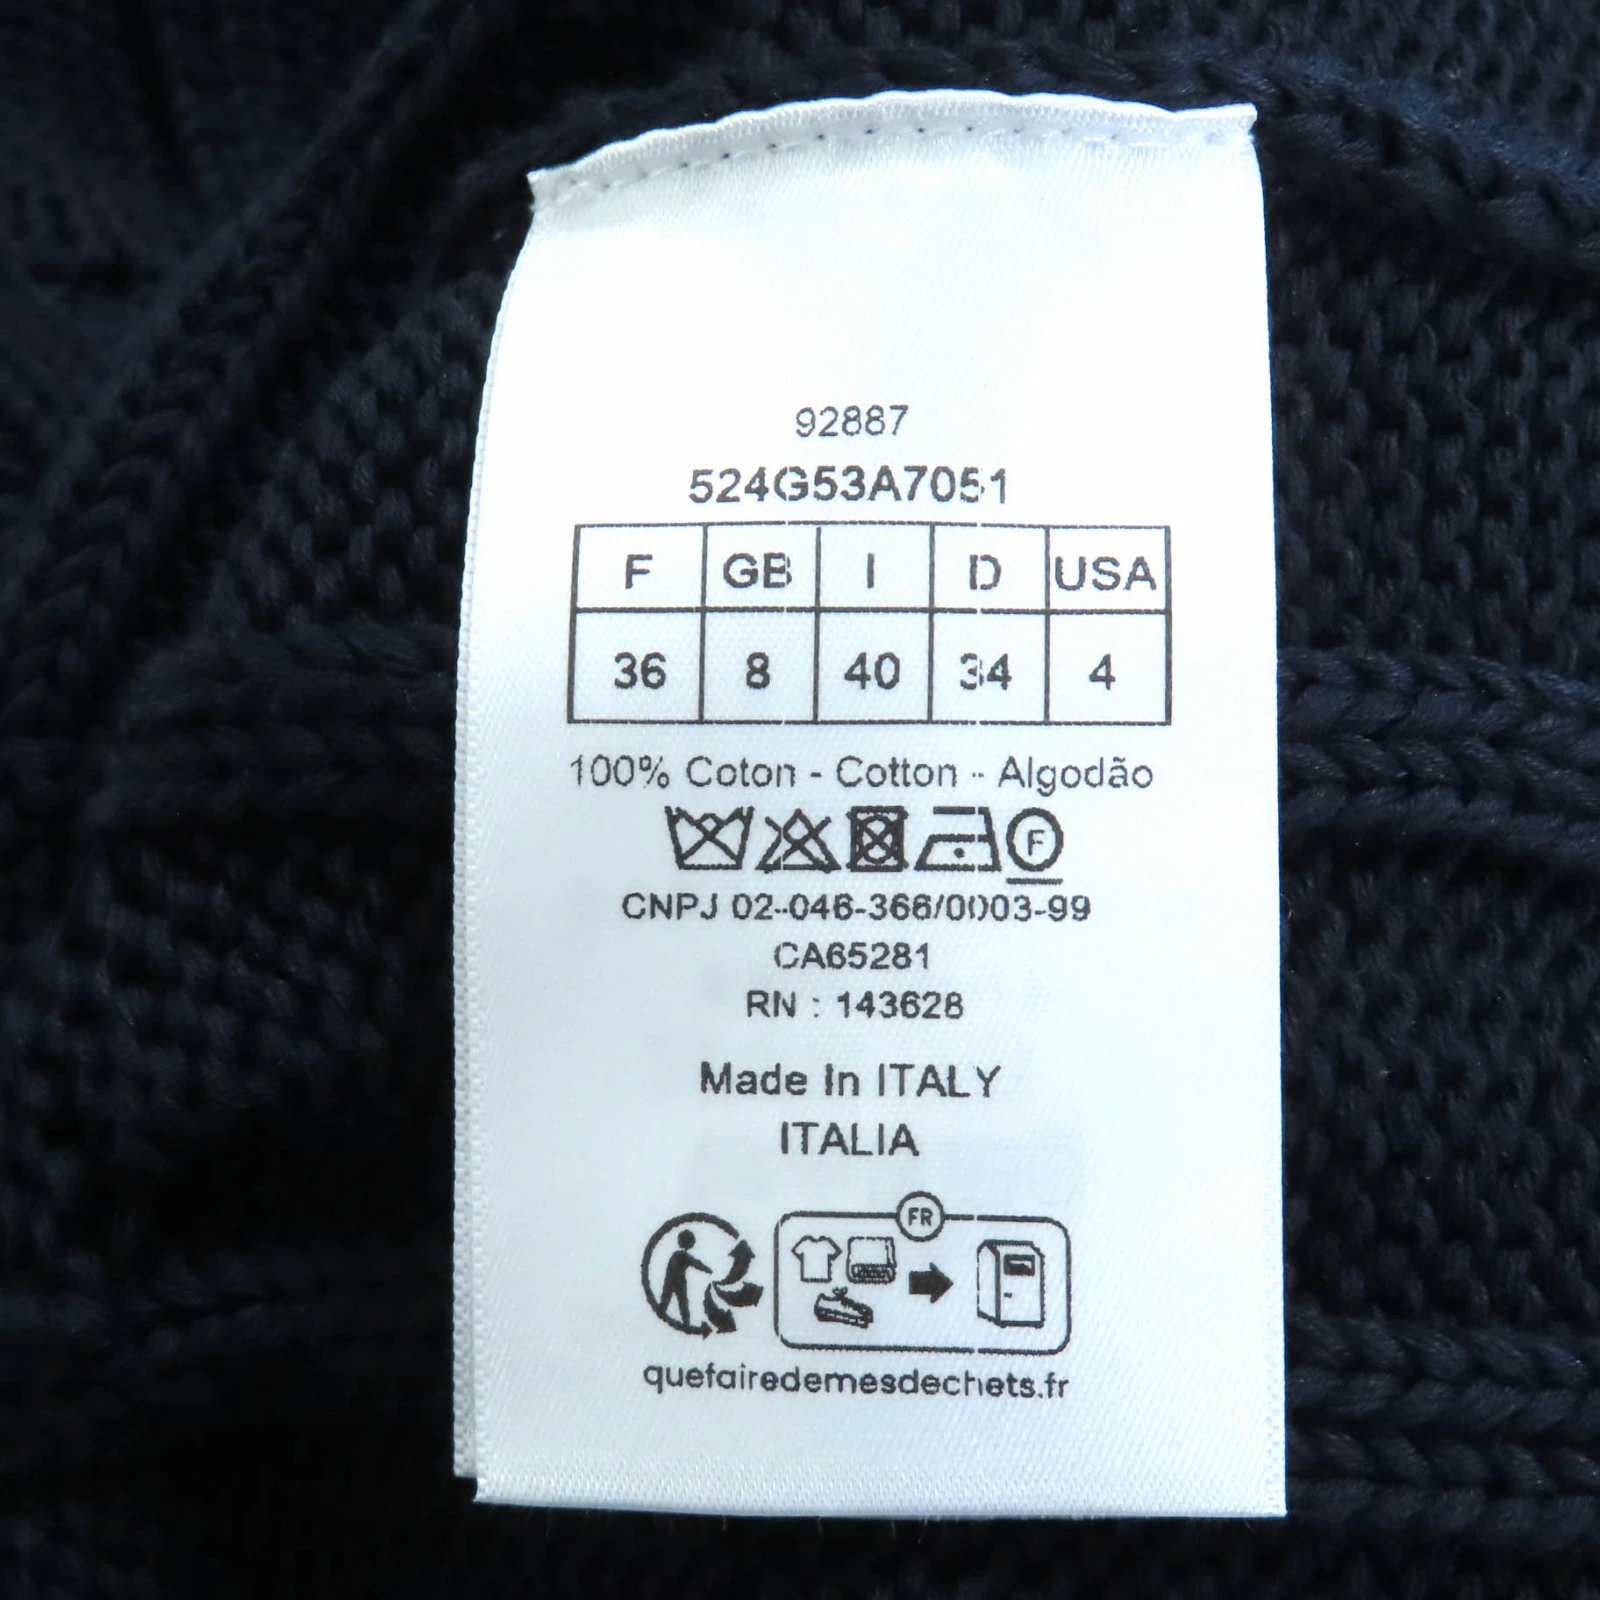 92887
524G53A7051
F GB I D USA
36 8 40 34 4
100% Coton - Cotton - Algodão
F
CNPJ 02-046-366/0003-99
CA65281
RN : 143628
Made In ITALY
ITALIA
FR
quefairedemesdechets.fr